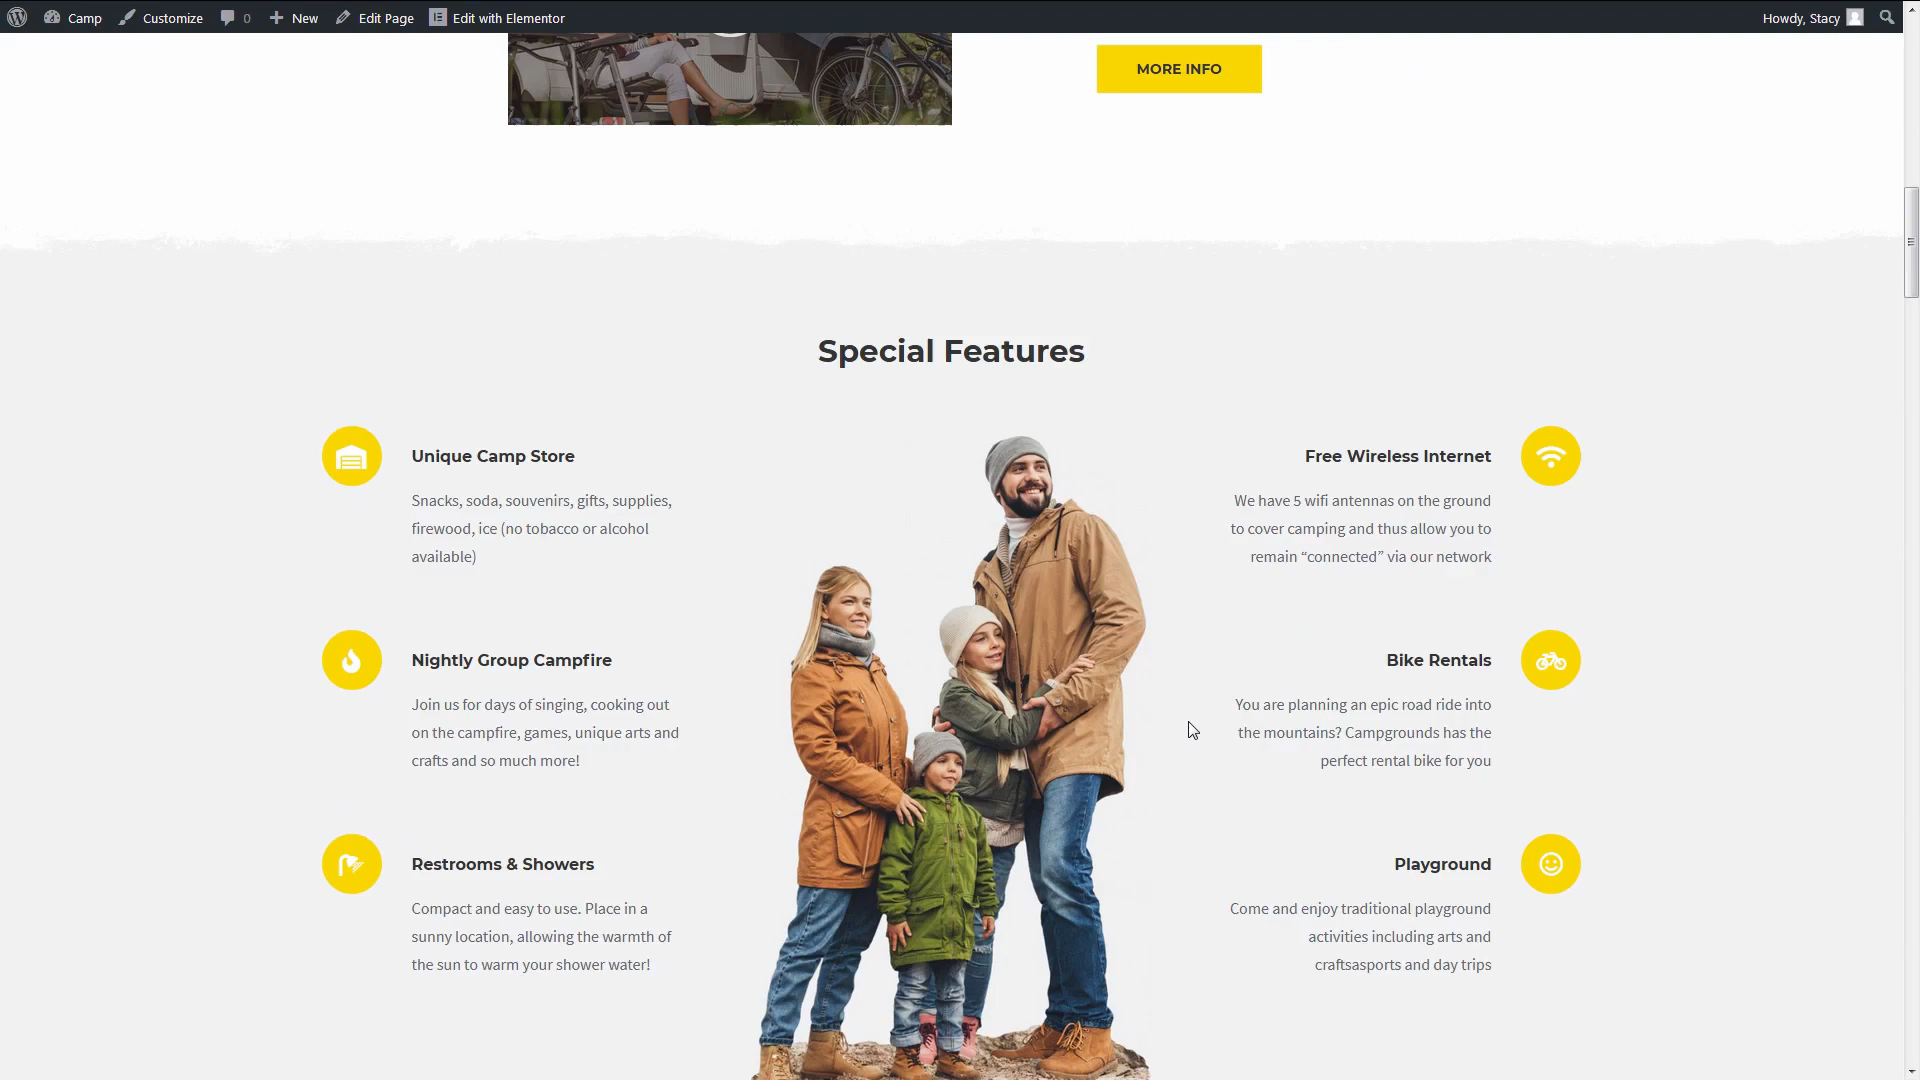 Camp Customize 0 New Edit Page Edit with Elementor Howdy, Stacy
MORE INFO
Special Features
Unique Camp Store
Snacks, soda, souvenirs, gifts, supplies,
firewood, ice (no tobacco or alcohol
available)
Nightly Group Campfire
Join us for days of singing, cooking out
on the campfire, games, unique arts and
crafts and so much more!
Restrooms & Showers
Compact and easy to use. Place in a
sunny location, allowing the warmth of
the sun to warm your shower water!
Free Wireless Internet
We have 5 wifi antennas on the ground
to cover camping and thus allow you to
remain “connected” via our network
Bike Rentals
You are planning an epic road ride into
the mountains? Campgrounds has the
perfect rental bike for you
Playground
Come and enjoy traditional playground
activities including arts and
craftsasports and day trips